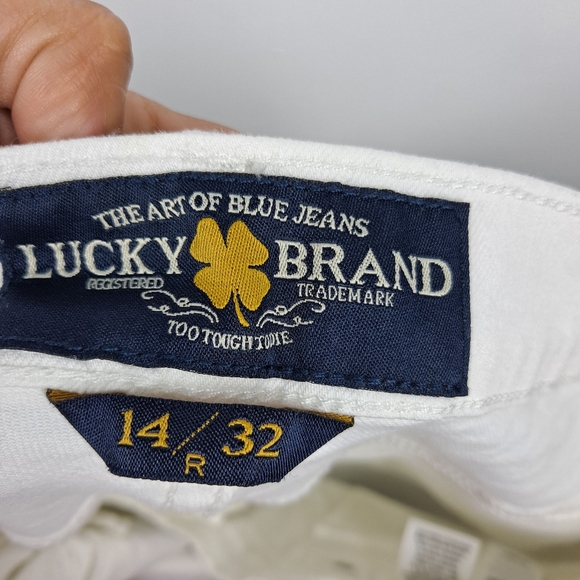 THE ART OF BLUE JEANS
LUCKY BRAND
REGISTERED TRADEMARK
TOO TOUGH TO DIE
14/32
R